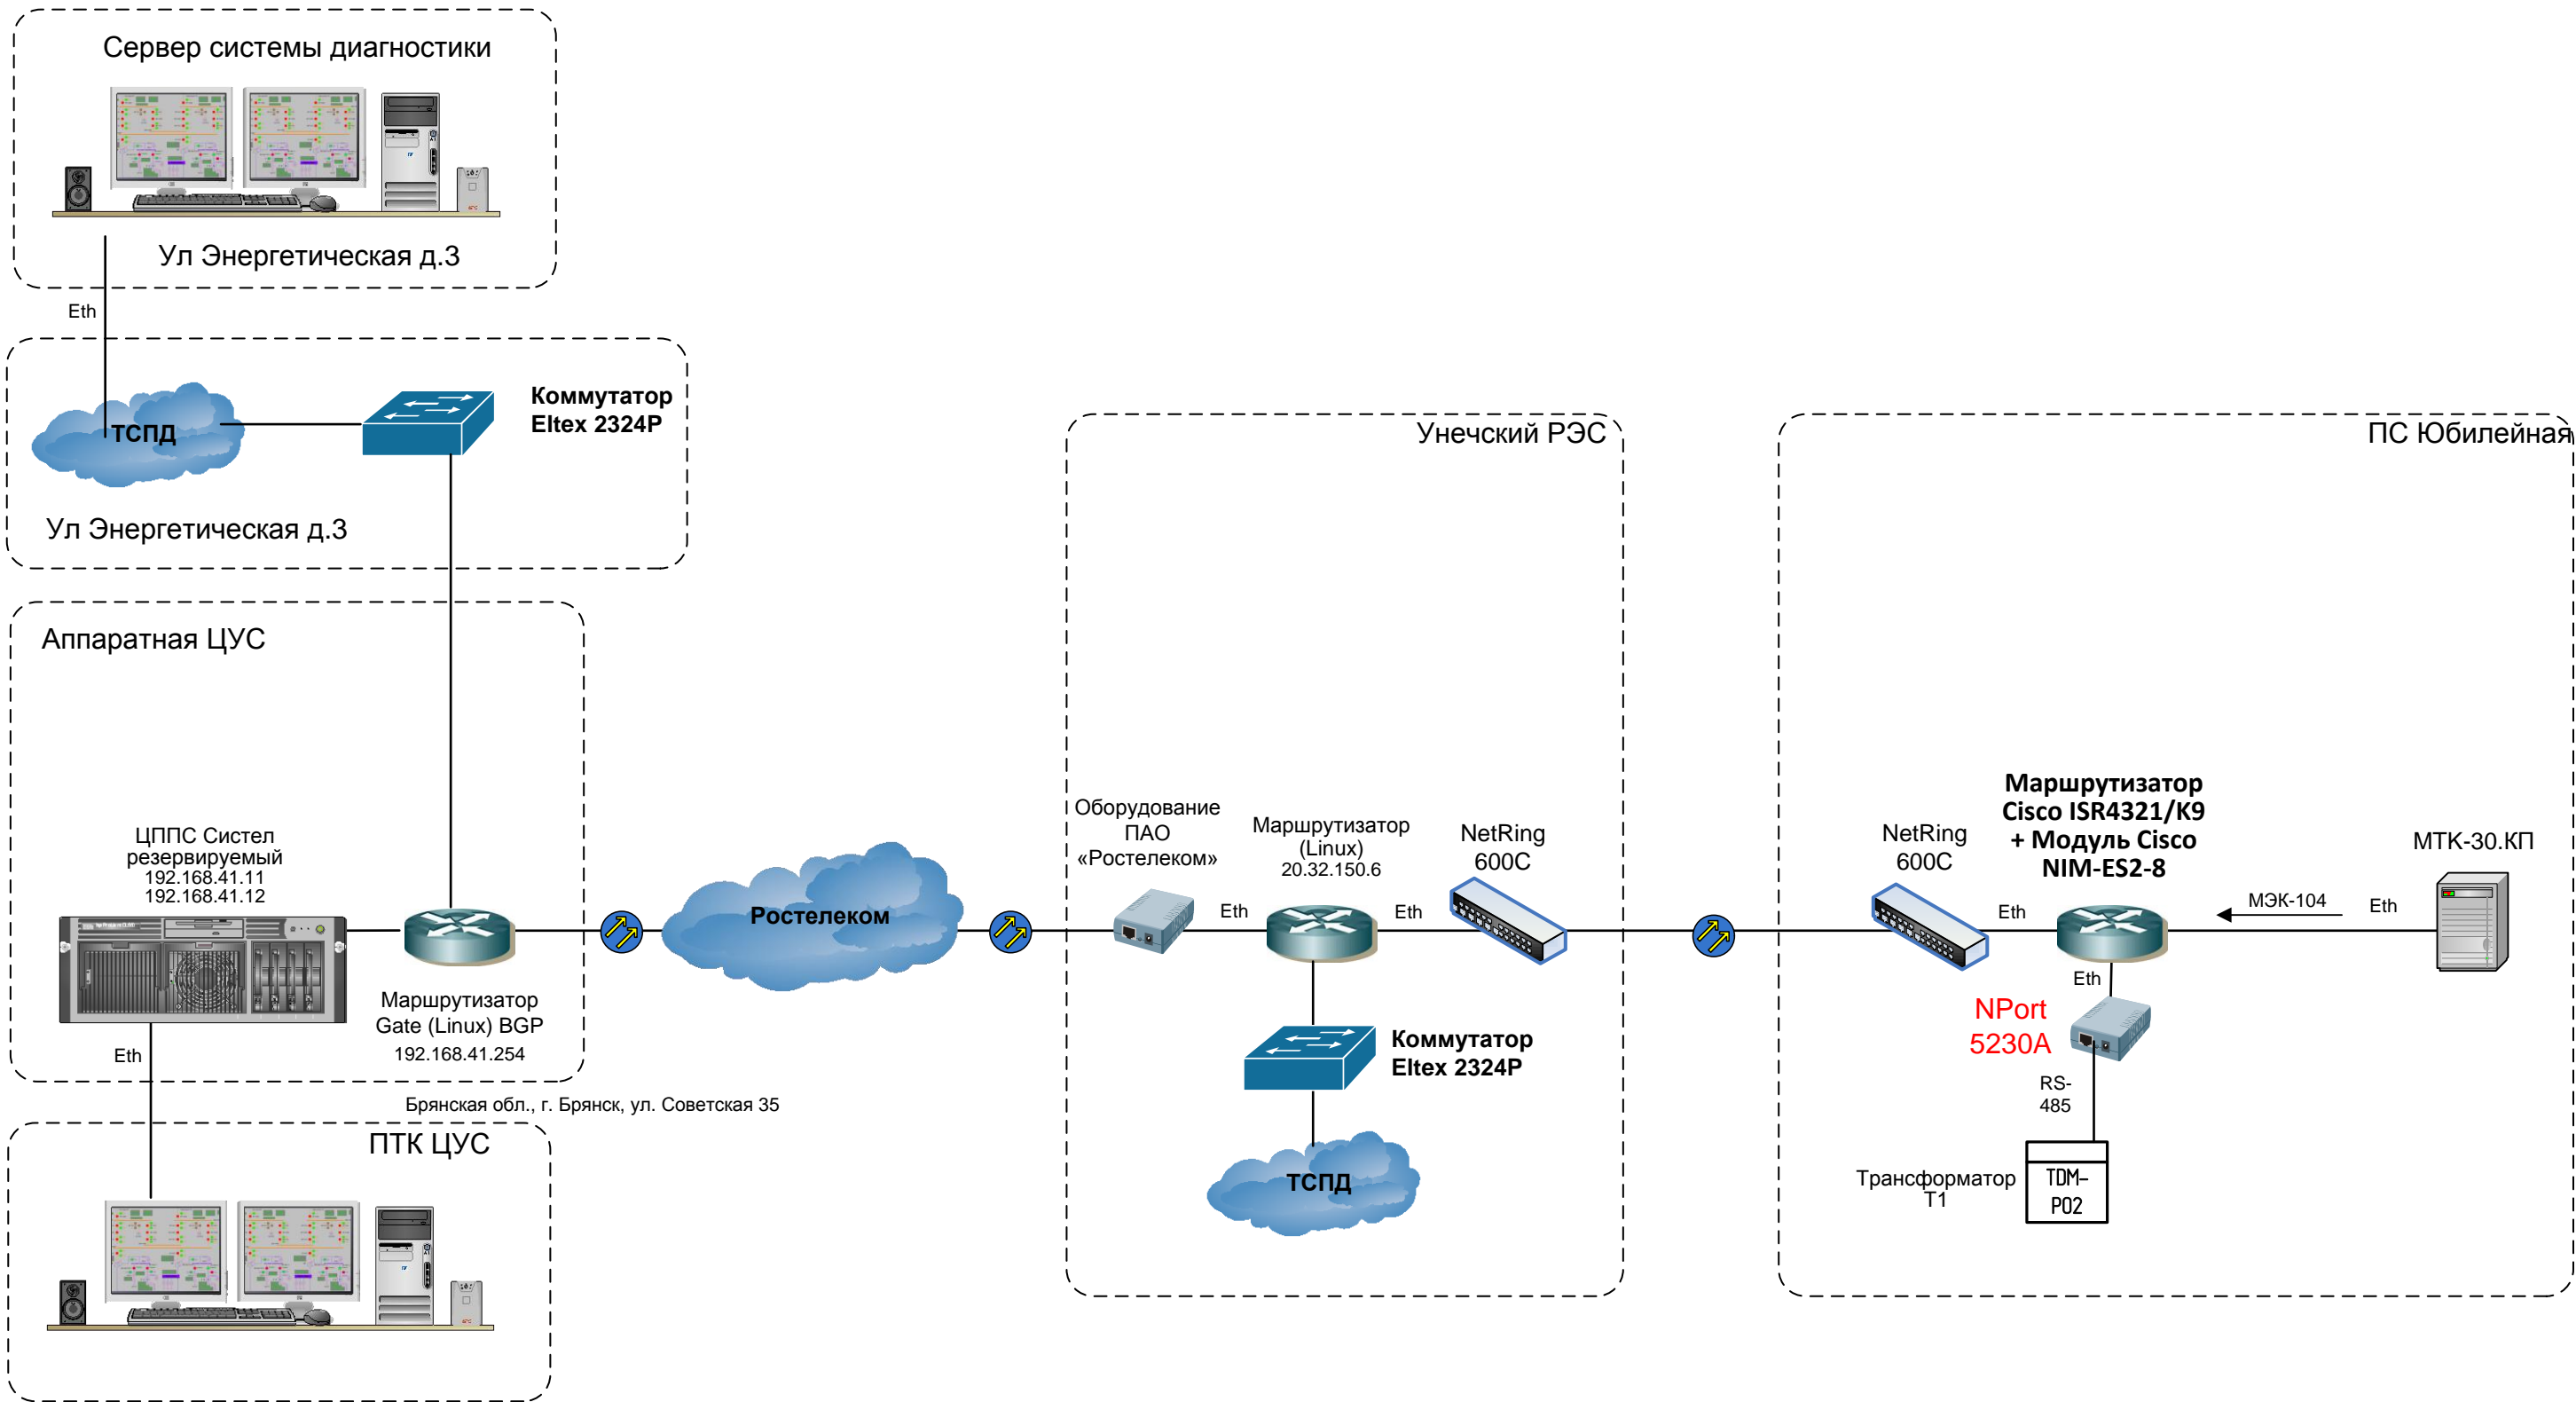 Сервер системы диагностики
Ул Энергетическая д.3
Eth
ТСПД
Коммутатор
Eltex 2324P
Ул Энергетическая д.3
Аппаратная ЦУС
ЦППС Систел
резервируемый
192.168.41.11
192.168.41.12
Маршрутизатор
Gate (Linux) BGP
192.168.41.254
Eth
Брянская обл., г. Брянск, ул. Советская 35
ПТК ЦУС
Ростелеком
Унечский РЭС
Оборудование
ПАО
«Ростелеком»
Eth
Маршрутизатор
(Linux)
20.32.150.6
Eth
NetRing
600C
Коммутатор
Eltex 2324P
ТСПД
ПС Юбилейная
NetRing
600C
Eth
Маршрутизатор
Cisco ISR4321/K9
+ Модуль Cisco
NIM-ES2-8
МЭК-104
Eth
МТК-30.КП
Eth
NPort
5230A
RS-
485
Трансформатор
Т1
TDM-
P02